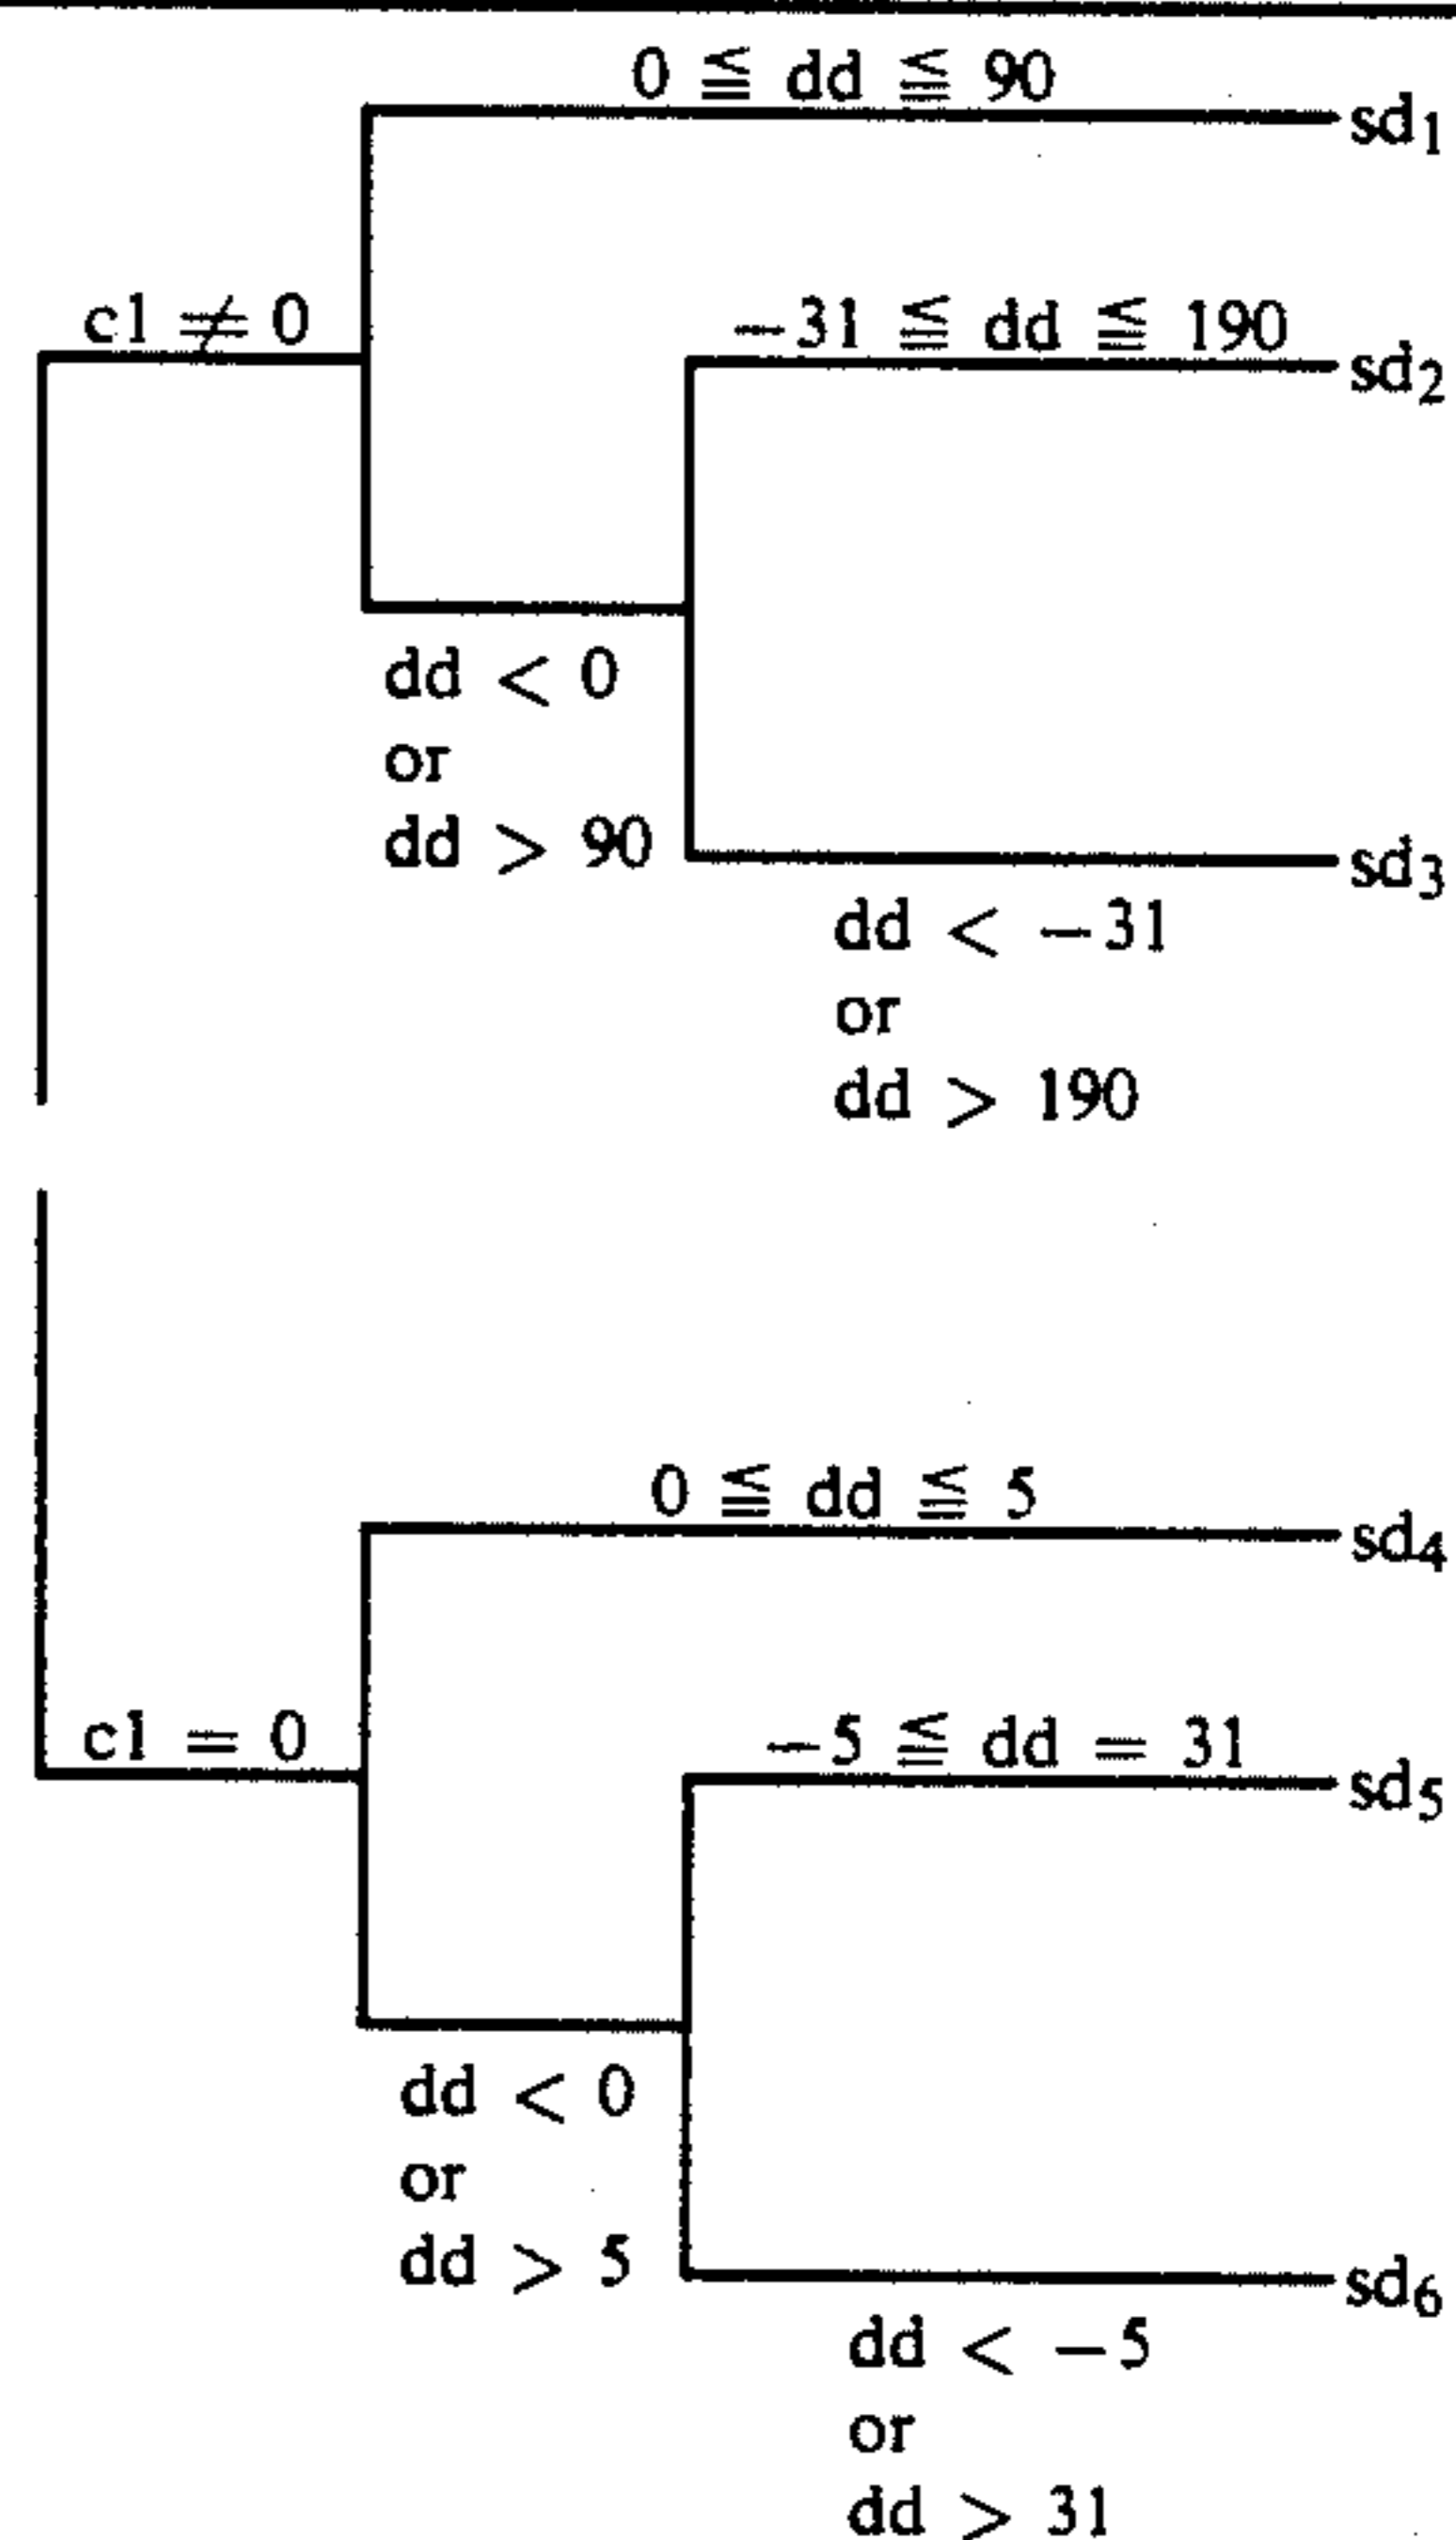 0 ≦ dd ≦ 90
sd₁
cl ≠ 0
−31 ≦ dd ≦ 190
sd₂
dd < 0
or
dd > 90
sd₃
dd < −31
or
dd > 190
0 ≦ dd ≦ 5
sd₄
cl = 0
−5 ≦ dd = 31
sd₅
dd < 0
or
dd > 5
sd₆
dd < −5
or
dd > 31